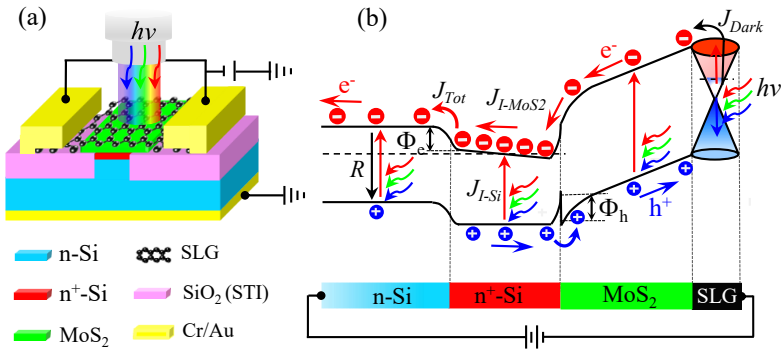 (a)
hν
n-Si
SLG
n⁺-Si
SiO₂ (STI)
MoS₂
Cr/Au
(b)
J_Dark
e⁻
hν
e⁻
J_Tot
J_I-MoS2
Φ_e
R
J_I-Si
Φ_h
h⁺
n-Si
n⁺-Si
MoS₂
SLG